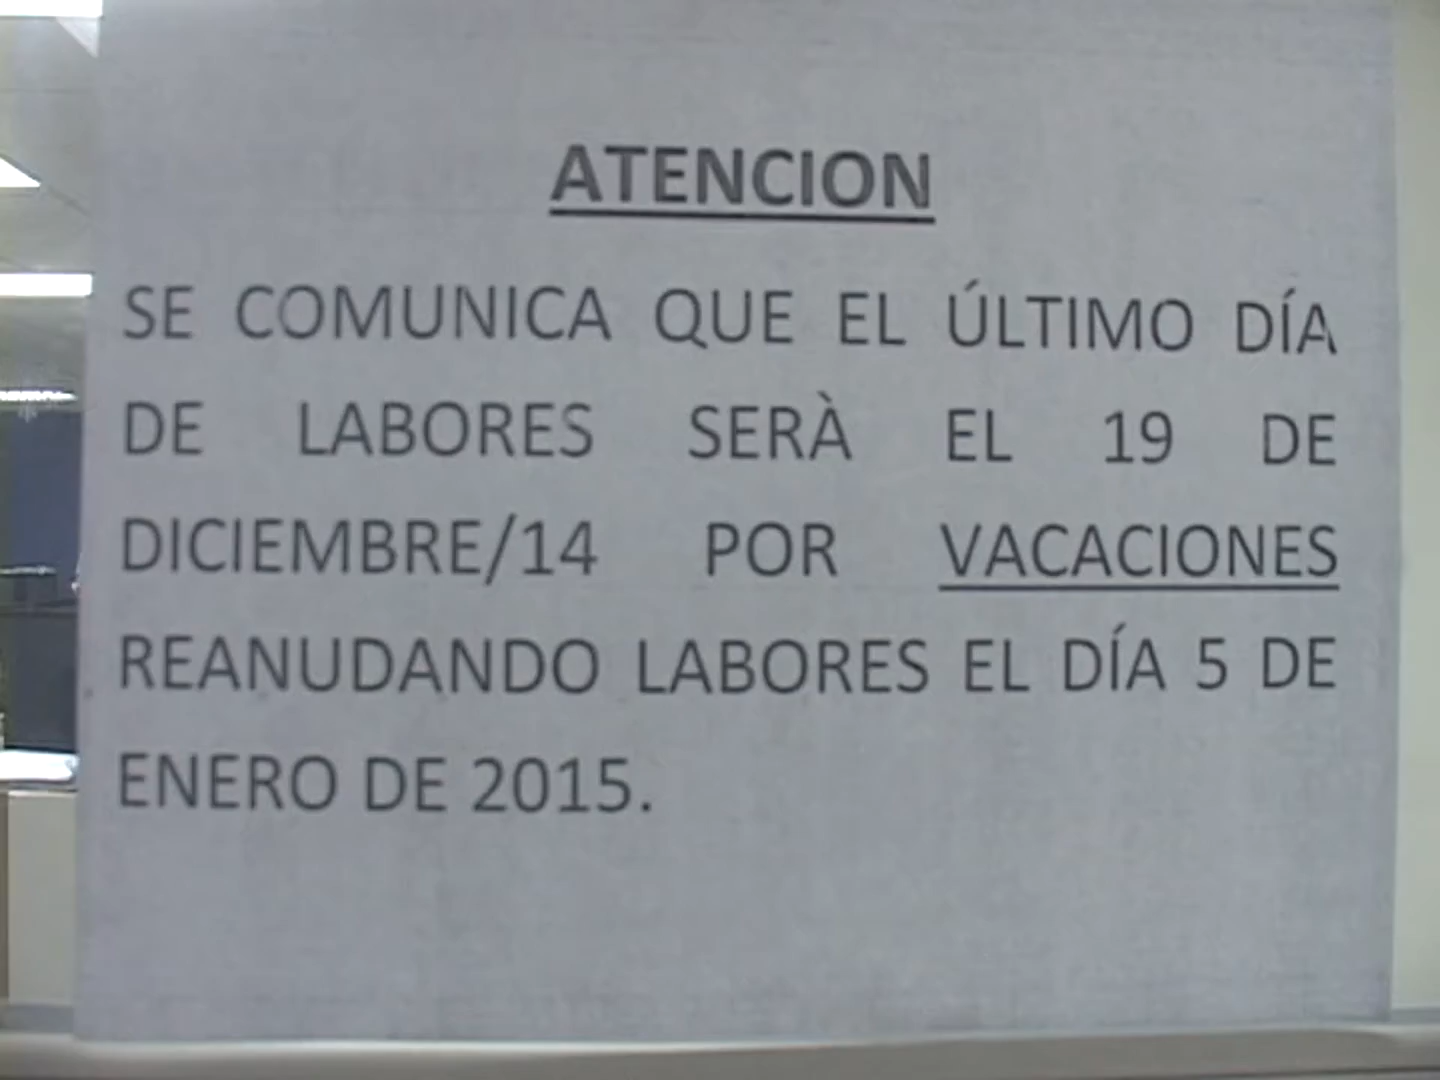 ATENCION
SE COMUNICA QUE EL ÚLTIMO DÍA
DE LABORES SERÀ EL 19 DE
DICIEMBRE/14 POR VACACIONES
REANUDANDO LABORES EL DÍA 5 DE
ENERO DE 2015.